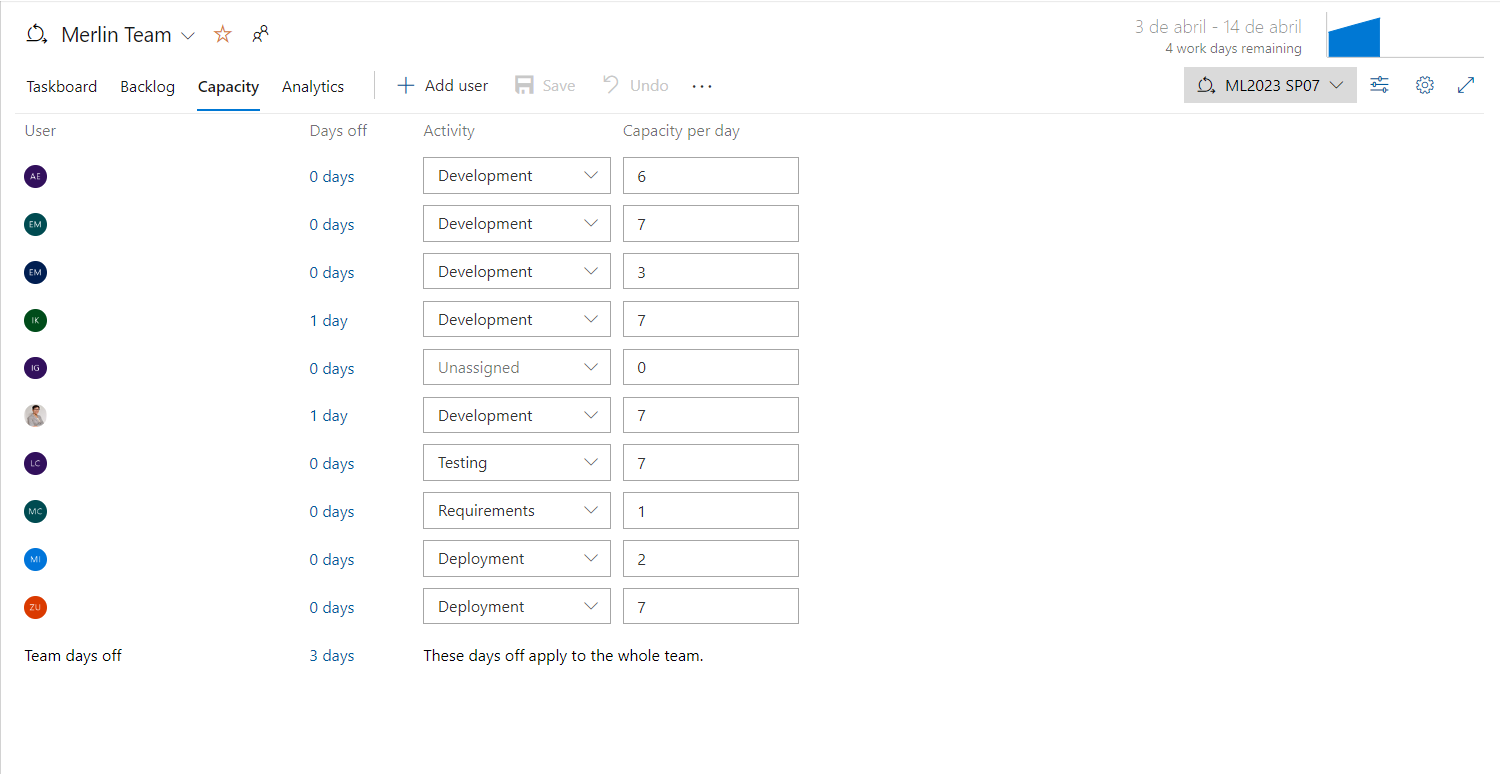 Merlin Team
3 de abril - 14 de abril
4 work days remaining
Taskboard Backlog Capacity Analytics Add user Save Undo ... ML2023 SP07
User Days off Activity Capacity per day
AE 0 days Development 6
EM 0 days Development 7
EM 0 days Development 3
IK 1 day Development 7
IG 0 days Unassigned 0
1 day Development 7
LC 0 days Testing 7
MC 0 days Requirements 1
MI 0 days Deployment 2
ZU 0 days Deployment 7
Team days off 3 days These days off apply to the whole team.